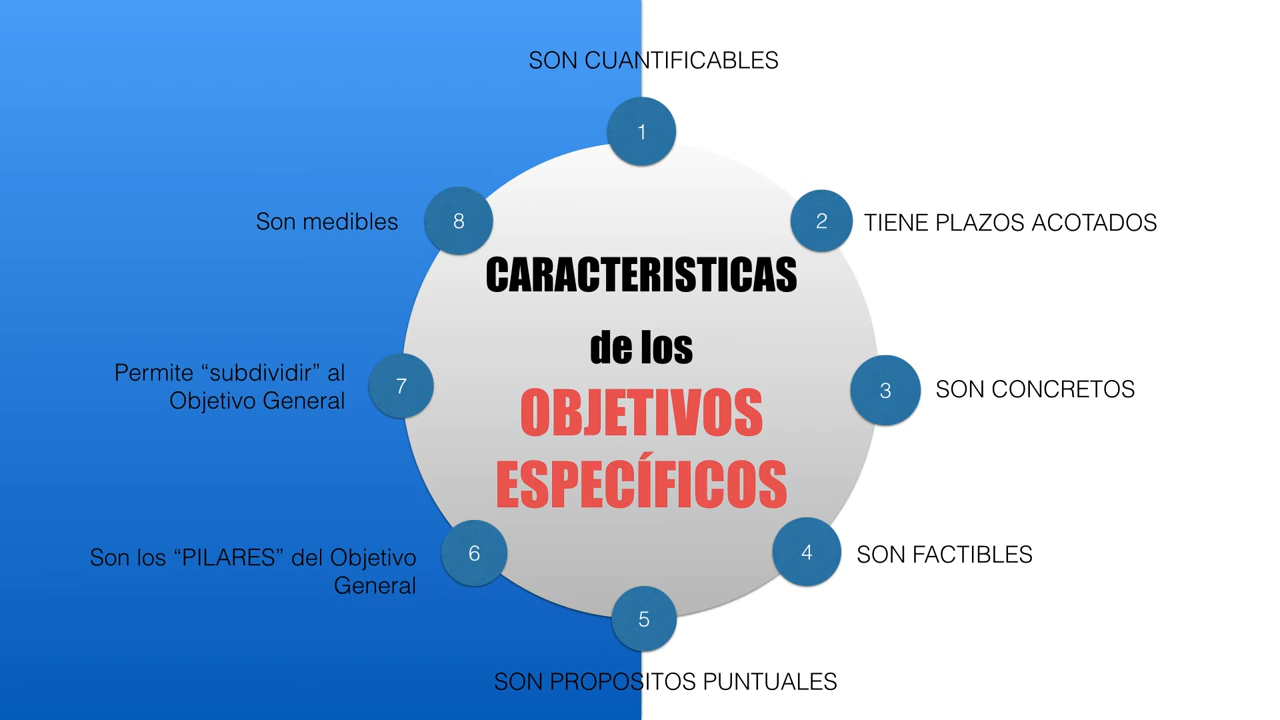 CARACTERISTICAS
de los
OBJETIVOS
ESPECÍFICOS
1
SON CUANTIFICABLES
2
TIENE PLAZOS ACOTADOS
3
SON CONCRETOS
4
SON FACTIBLES
5
SON PROPOSITOS PUNTUALES
6
Son los “PILARES” del Objetivo
General
7
Permite “subdividir” al
Objetivo General
8
Son medibles